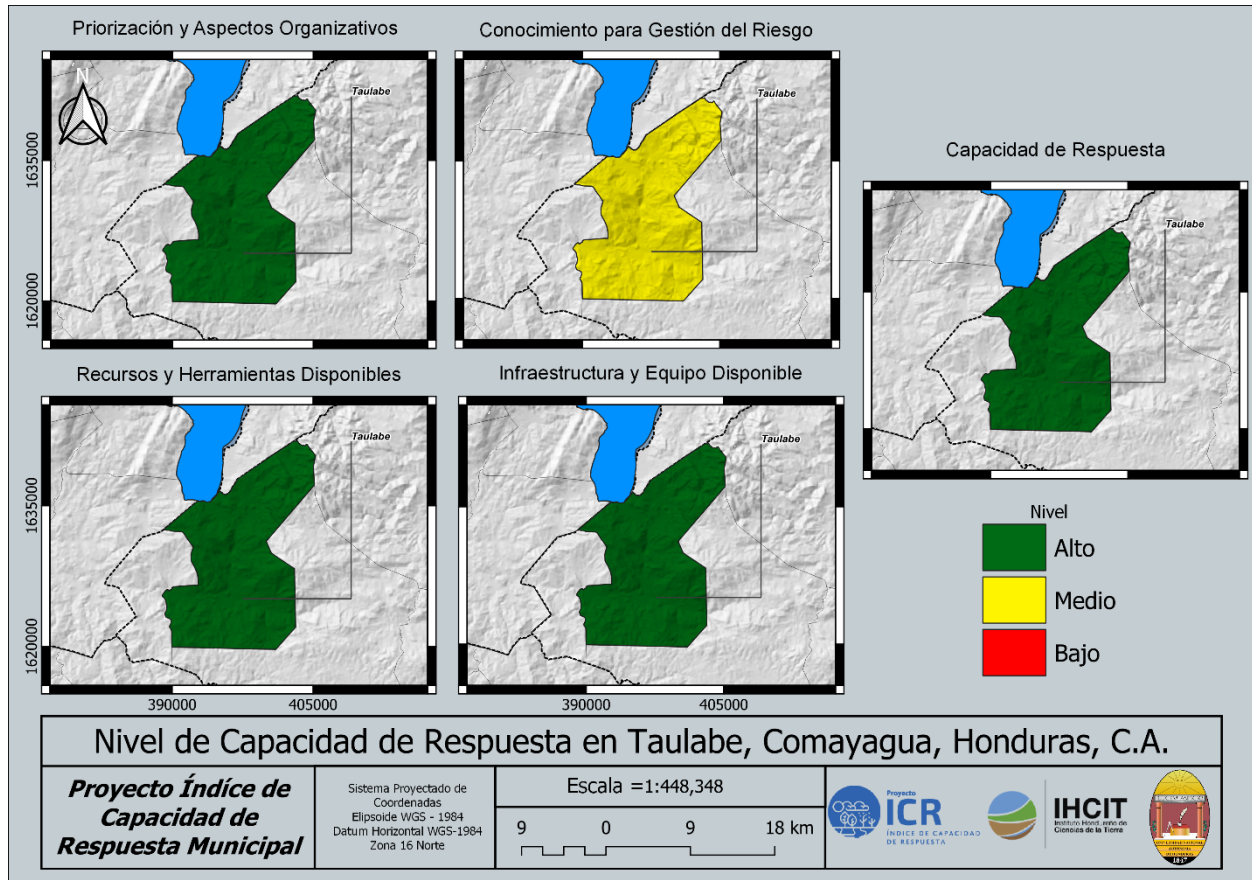 Priorización y Aspectos Organizativos
Conocimiento para Gestión del Riesgo
N
Taulabe
1635000
1620000
Taulabe
Capacidad de Respuesta
Taulabe
Recursos y Herramientas Disponibles
Infraestructura y Equipo Disponible
Taulabe
1635000
1620000
390000
405000
Taulabe
390000
405000
Nivel
Alto
Medio
Bajo
Nivel de Capacidad de Respuesta en Taulabe, Comayagua, Honduras, C.A.
Proyecto Índíce de
Capacidad de
Respuesta Municipal
Sistema Proyectado de
Coordenadas
Elipsoide WGS - 1984
Datum Horizontal WGS-1984
Zona 16 Norte
Escala =1:448,348
9 0 9 18 km
Proyecto
ICR
ÍNDICE DE CAPACIDAD
DE RESPUESTA
IHCIT
Instituto Hondureño de
Ciencias de la Tierra
1847